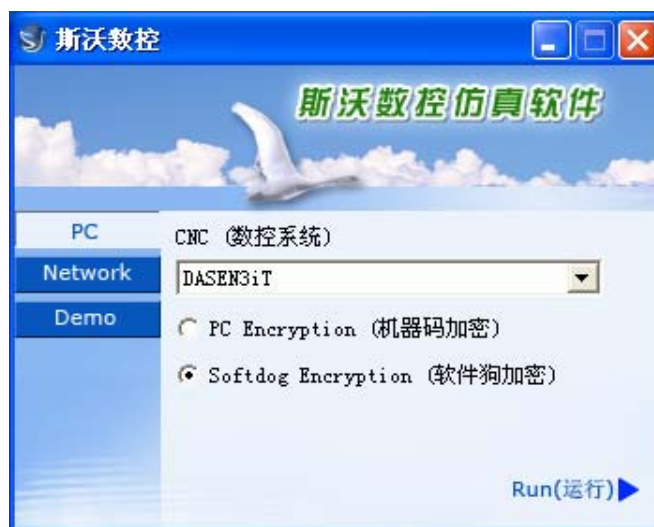 斯沃数控
斯沃数控仿真软件
PC
CNC (数控系统)
Network
DASEN3iT
Demo
PC Encryption (机器码加密)
Softdog Encryption (软件狗加密)
Run(运行)